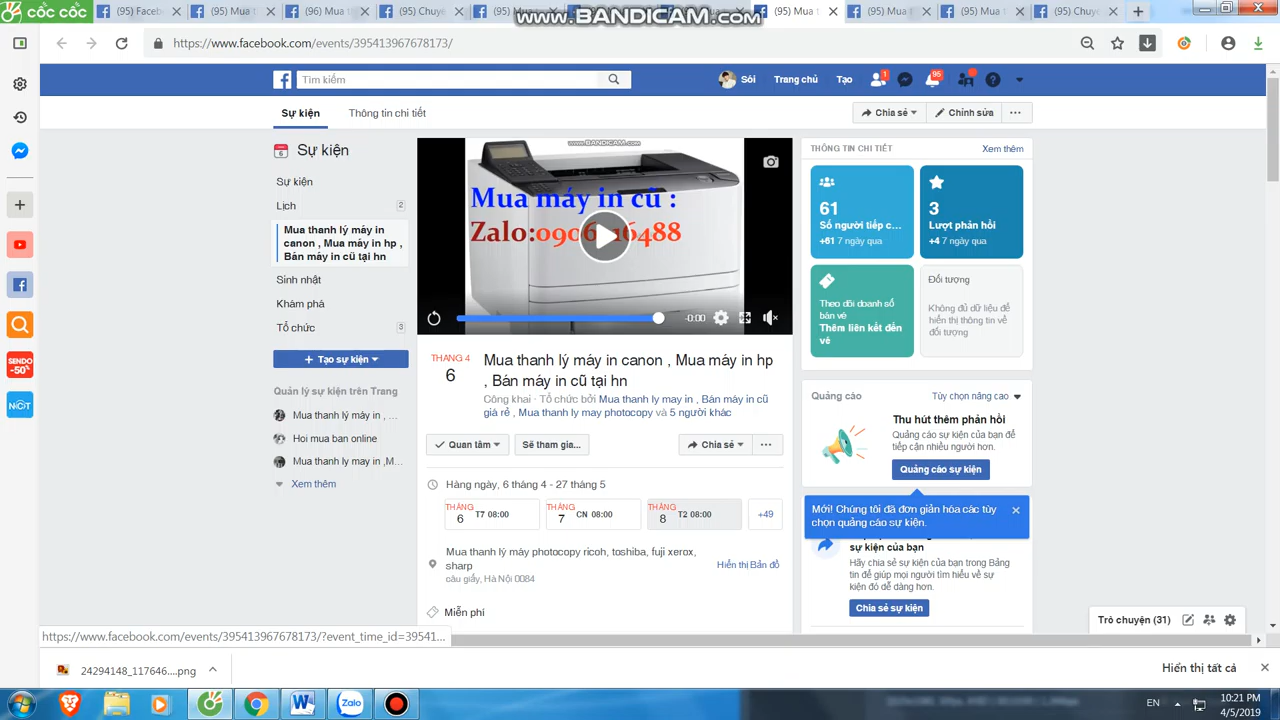 cốc cốc
(95) Faceb
(95) Mua t
(96) Mua t
(95) Chuyê
(95) Mua t
(95) Mua t
(95) Mua t
(95) Mua t
(95) Chuyê
www.BANDICAM.com
https://www.facebook.com/events/395413967678173/
Tìm kiếm
Sói
Trang chủ
Tạo
1
95
Sự kiện
Thông tin chi tiết
Chia sẻ
Chỉnh sửa
6
Sự kiện
Sự kiện
Lịch
2
Mua thanh lý máy in
canon , Mua máy in hp ,
Bán máy in cũ tại hn
Sinh nhật
Khám phá
Tổ chức
3
+ Tạo sự kiện
Quản lý sự kiện trên Trang
Mua thanh lý máy in , ...
Hoi mua ban online
Mua thanh ly may in ,M...
Xem thêm
www.BANDICAM.com
Mua máy in cũ :
-0:00
THÁNG 4
6
Mua thanh lý máy in canon , Mua máy in hp
, Bán máy in cũ tại hn
Công khai · Tổ chức bởi Mua thanh ly may in , Bán máy in cũ
giá rẻ , Mua thanh ly may photocopy và 5 người khác
Quan tâm
Sẽ tham gia...
Chia sẻ
Hàng ngày, 6 tháng 4 - 27 tháng 5
THÁNG
6
T7 08:00
THÁNG
7
CN 08:00
THÁNG
8
T2 08:00
+49
Mua thanh lý máy photocopy ricoh, toshiba, fuji xerox,
sharp
Hiển thị Bản đồ
cầu giấy, Hà Nội 0084
Miễn phí
THÔNG TIN CHI TIẾT
Xem thêm
61
Số người tiếp c...
+61 7 ngày qua
3
Lượt phản hồi
+4 7 ngày qua
Theo dõi doanh số
bán vé
Thêm liên kết đến
vé
Đối tượng
Không đủ dữ liệu để
hiển thị thông tin về
đối tượng
Quảng cáo
Tùy chọn nâng cao
Thu hút thêm phản hồi
Quảng cáo sự kiện của bạn để
tiếp cận nhiều người hơn.
Quảng cáo sự kiện
Mới! Chúng tôi đã đơn giản hóa các tùy
chọn quảng cáo sự kiện.
sự kiện của bạn
Hãy chia sẻ sự kiện của bạn trong Bảng
tin để giúp mọi người tìm hiểu về sự
kiện đó dễ dàng hơn.
Chia sẻ sự kiện
Trò chuyện (31)
SENDO
-50%
NCT
https://www.facebook.com/events/395413967678173/?event_time_id=39541...
24294148_117646....png
Hiển thị tất cả
Zalo
EN
10:21 PM
4/5/2019